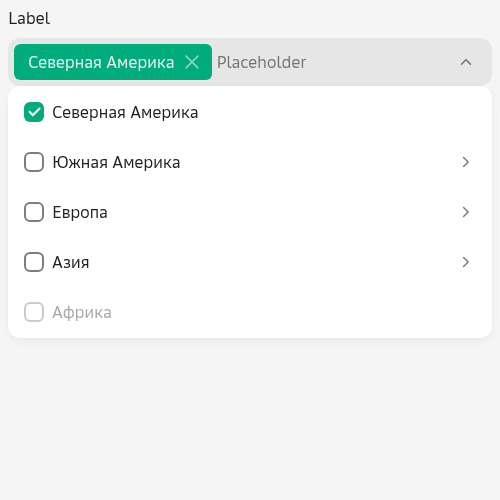 Label
Северная Америка Placeholder
Северная Америка
Южная Америка
Европа
Азия
Африка